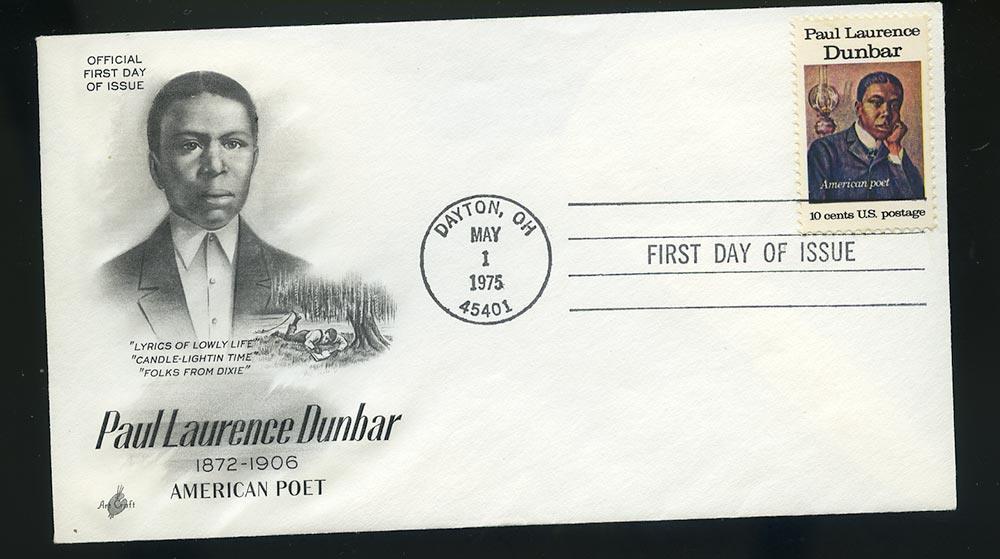 OFFICIAL
FIRST DAY
OF ISSUE
"LYRICS OF LOWLY LIFE"
"CANDLE-LIGHTIN TIME"
"FOLKS FROM DIXIE"
Paul Laurence Dunbar
1872-1906
AMERICAN POET
Art Craft
DAYTON, OH
MAY
1
1975
45401
FIRST DAY OF ISSUE
Paul Laurence
Dunbar
American poet
10 cents U.S. postage